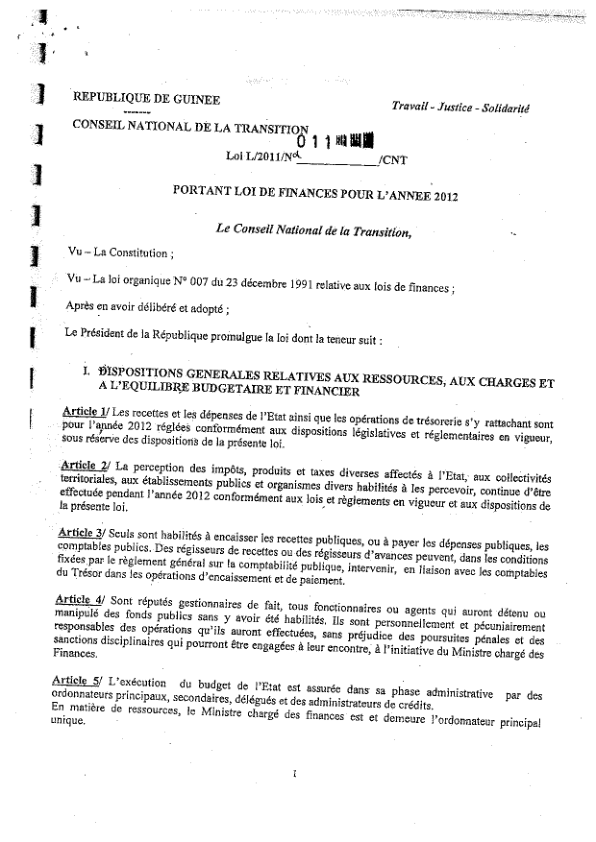 REPUBLIQUE DE GUINEE
Travail - Justice - Solidarité
-------
CONSEIL NATIONAL DE LA TRANSITION
011
Loi L/2011/N° /CNT
PORTANT LOI DE FINANCES POUR L'ANNEE 2012
Le Conseil National de la Transition,
Vu – La Constitution ;
Vu – La loi organique N° 007 du 23 décembre 1991 relative aux lois de finances ;
Après en avoir délibéré et adopté ;
Le Président de la République promulgue la loi dont la teneur suit :
I. DISPOSITIONS GENERALES RELATIVES AUX RESSOURCES, AUX CHARGES ET
A L'EQUILIBRE BUDGETAIRE ET FINANCIER
Article 1/ Les recettes et les dépenses de l'Etat ainsi que les opérations de trésorerie s'y rattachant sont
pour l'année 2012 réglées conformément aux dispositions législatives et réglementaires en vigueur,
sous réserve des dispositions de la présente loi.
Article 2/ La perception des impôts, produits et taxes diverses affectés à l'Etat, aux collectivités
territoriales, aux établissements publics et organismes divers habilités à les percevoir, continue d'être
effectuée pendant l'année 2012 conformément aux lois et règlements en vigueur et aux dispositions de
la présente loi.
Article 3/ Seuls sont habilités à encaisser les recettes publiques, ou à payer les dépenses publiques, les
comptables publics. Des régisseurs de recettes ou des régisseurs d'avances peuvent, dans les conditions
fixées par le règlement général sur la comptabilité publique, intervenir, en liaison avec les comptables
du Trésor dans les opérations d'encaissement et de paiement.
Article 4/ Sont réputés gestionnaires de fait, tous fonctionnaires ou agents qui auront détenu ou
manipulé des fonds publics sans y avoir été habilités. Ils sont personnellement et pécuniairement
responsables des opérations qu'ils auront effectuées, sans préjudice des poursuites pénales et des
sanctions disciplinaires qui pourront être engagées à leur encontre, à l'initiative du Ministre chargé des
Finances.
Article 5/ L'exécution du budget de l'Etat est assurée dans sa phase administrative par des
ordonnateurs principaux, secondaires, délégués et des administrateurs de crédits.
En matière de ressources, le Ministre chargé des finances est et demeure l'ordonnateur principal
unique.
1